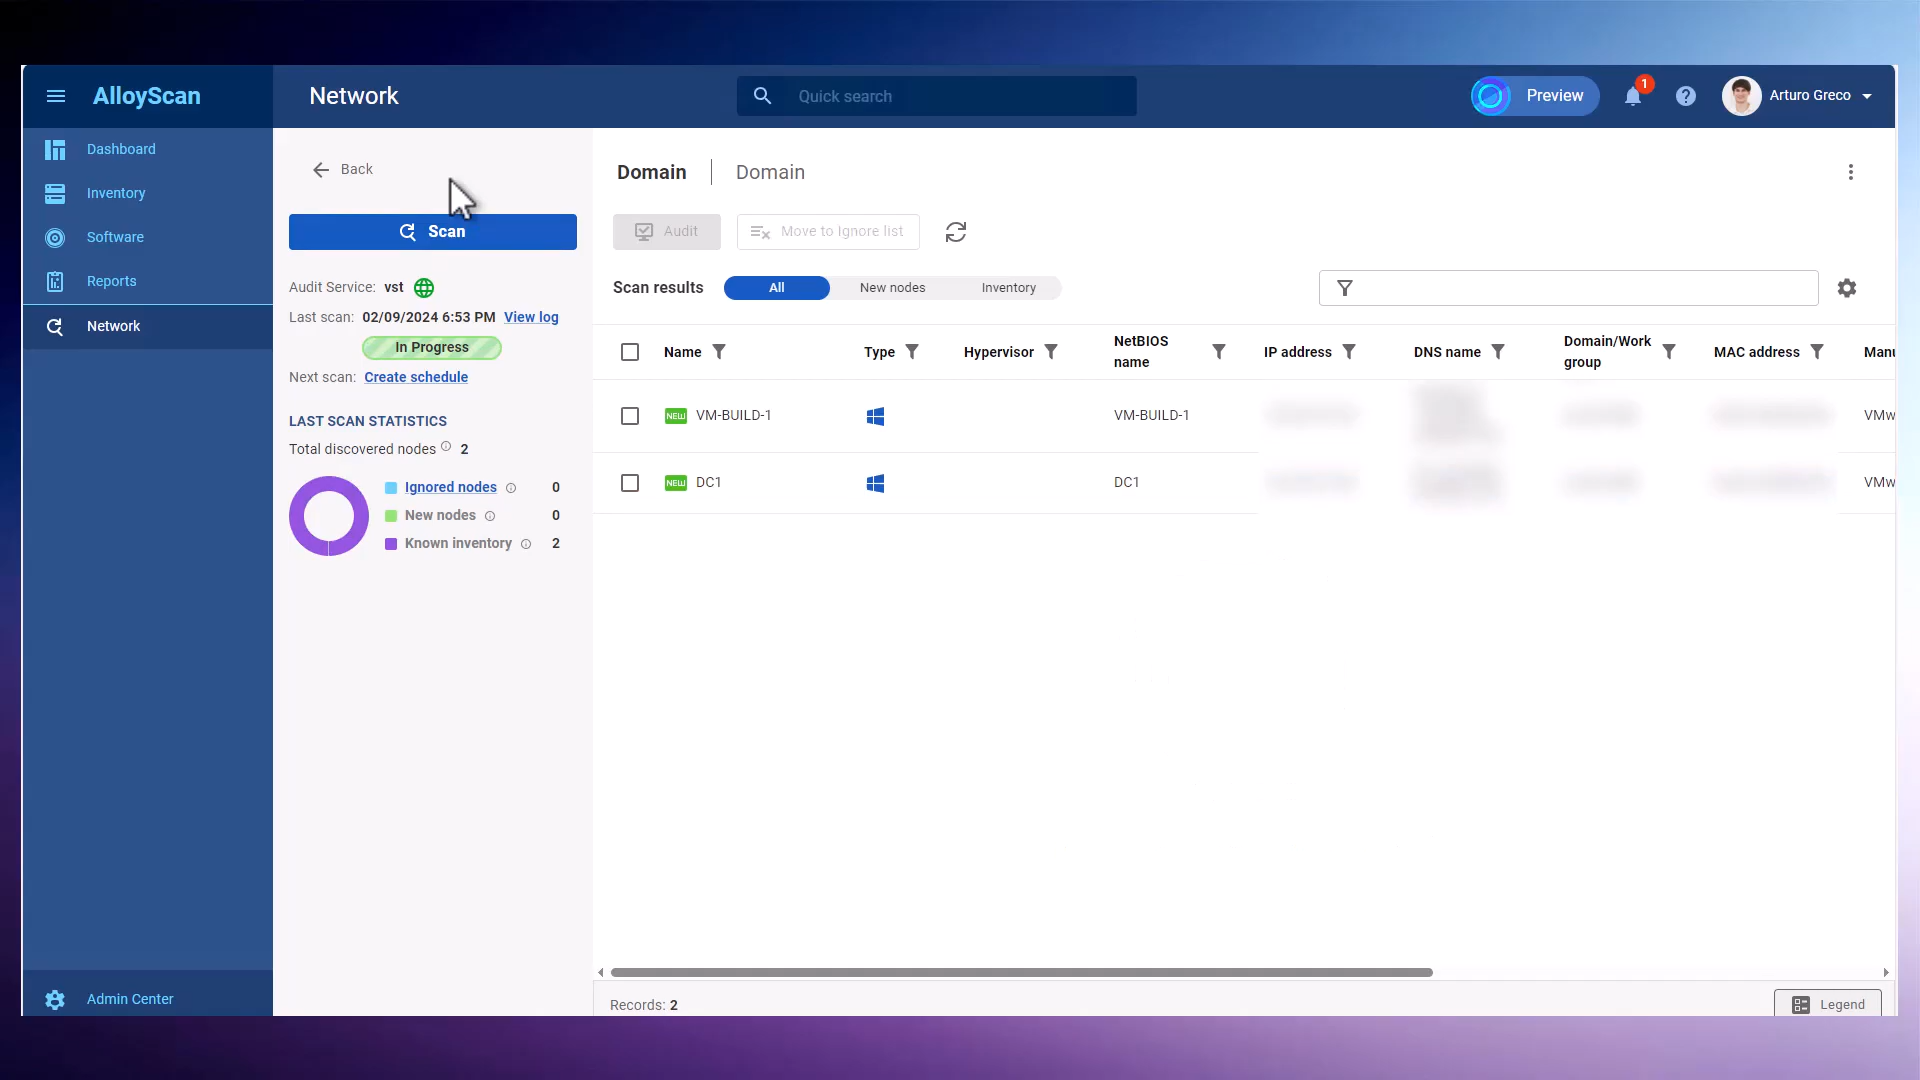 AlloyScan
Network
Quick search
Preview
1
Arturo Greco
Dashboard
Inventory
Software
Reports
Network
Admin Center
Back
Scan
Audit Service: vst
Last scan: 02/09/2024 6:53 PM View log
In Progress
Next scan: Create schedule
LAST SCAN STATISTICS
Total discovered nodes 2
Ignored nodes 0
New nodes 0
Known inventory 2
Domain | Domain
Audit
Move to Ignore list
Scan results All New nodes Inventory
Name Type Hypervisor NetBIOS name IP address DNS name Domain/Work group MAC address Manu
NEW VM-BUILD-1 VM-BUILD-1 VMw
NEW DC1 DC1 VMw
Records: 2
Legend